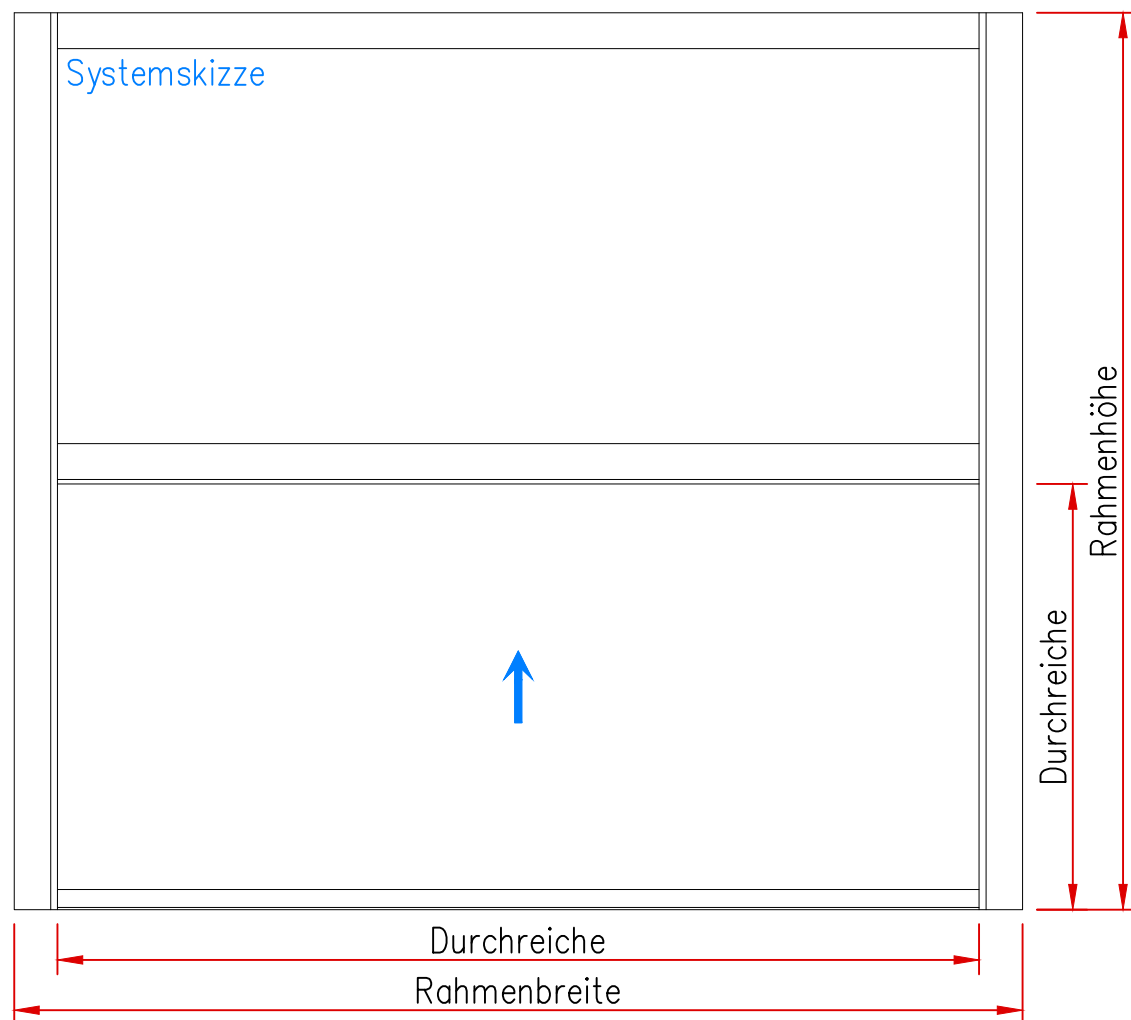 Systemskizze
Rahmenhöhe
Durchreiche
Durchreiche
Rahmenbreite